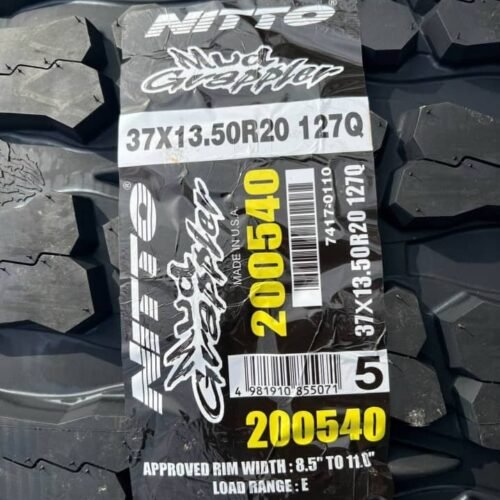 NITTO
Mud
Grappler
37X13.50R20 127Q
NITTO®
Mud
Grappler
MADE IN U.S.A.
200540
7417-0110
37X13.50R20 127Q
4 981910 855071
5
200540
APPROVED RIM WIDTH : 8.5" TO 11.0"
LOAD RANGE : E